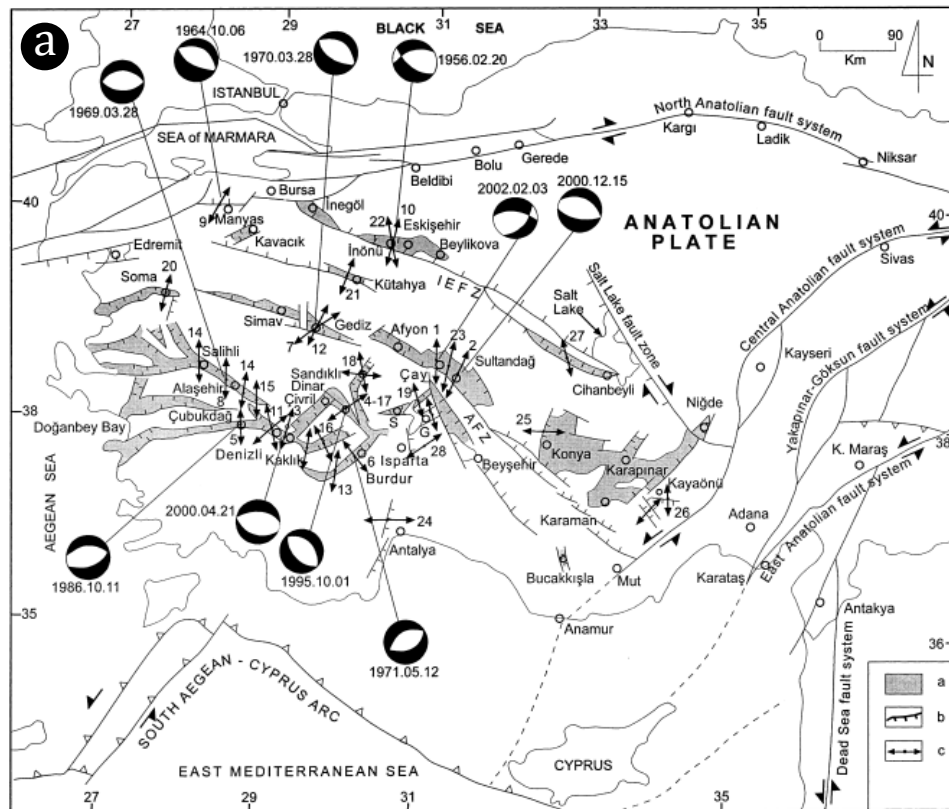 a
27
29
BLACK
31
SEA
33
35
1964.10.06
1970.03.28
1956.02.20
0
90
Km
N
1969.03.28
ISTANBUL
SEA of MARMARA
North Anatolian fault system
Kargı
Ladik
Niksar
Beldibi
Bolu
Gerede
40
Bursa
İnegöl
2002.02.03
2000.12.15
9
Manyas
Kavacık
22
10
Eskişehir
Beylikova
İnönü
ANATOLIAN
PLATE
40
Sivas
Edremit
Soma
20
21
Kütahya
IEFZ
Salt Lake fault zone
Salt
Lake
Central Anatolian fault system
Simav
Gediz
7
12
Afyon
1
23
2
Sultandağ
27
Cihanbeyli
Kayseri
Yakapınar-Göksun fault system
14
Salihli
14
Alaşehir
8
15
18
Sandıklı
Dinar
Çivril
4-17
Çay
19
S
G
38
Doğanbey Bay
Çubukdağ
5
11
3
Denizli
Kaklık
16
6
Isparta
28
Burdur
13
AFZ
Beyşehir
25
Konya
Karapınar
Niğde
Kayaönü
26
K. Maraş
38
AEGEAN SEA
2000.04.21
1995.10.01
24
Antalya
Karaman
Bucakkışla
Mut
Adana
Karataş
East Anatolian fault system
1986.10.11
35
Anamur
Antakya
1971.05.12
36
SOUTH AEGEAN - CYPRUS ARC
Dead Sea fault system
a
b
c
EAST MEDITERRANEAN SEA
CYPRUS
27
29
31
35